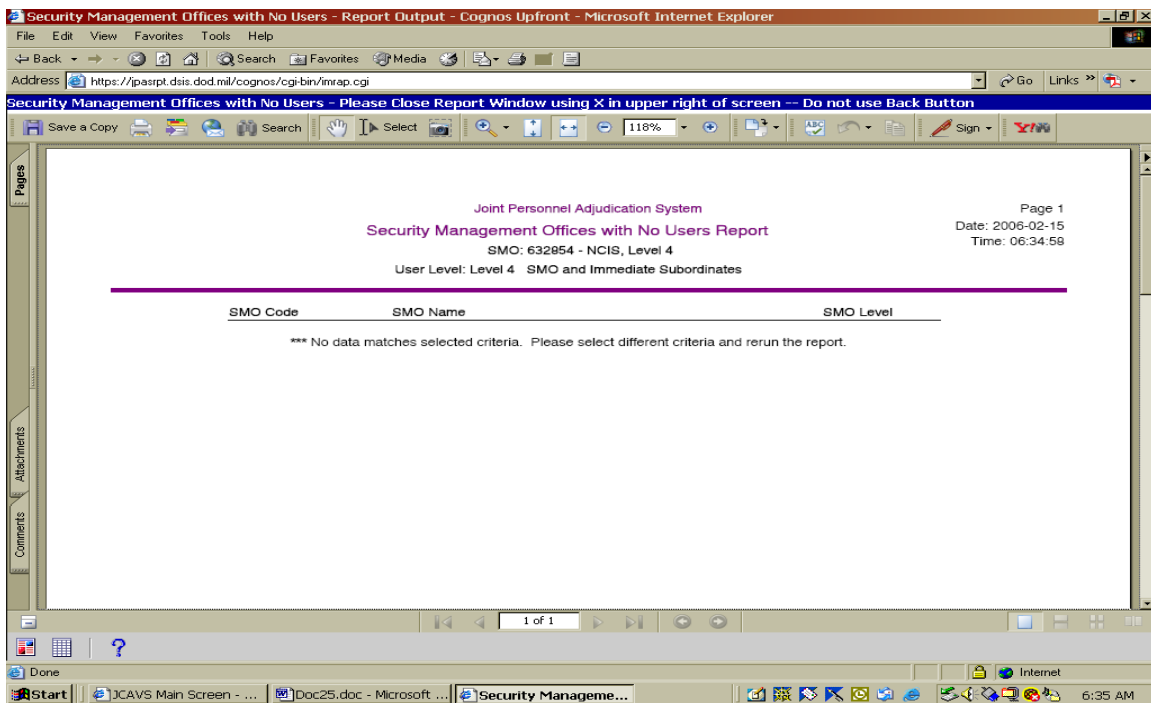 Security Management Offices with No Users - Report Output - Cognos Upfront - Microsoft Internet Explorer
File Edit View Favorites Tools Help
Back Search Favorites Media
Address https://jpasrpt.dsis.dod.mil/cognos/cgi-bin/imrap.cgi Go Links »
Security Management Offices with No Users - Please Close Report Window using X in upper right of screen -- Do not use Back Button
Save a Copy Search Select 118% Sign Y!
Pages
Joint Personnel Adjudication System
Page 1
Security Management Offices with No Users Report
Date: 2006-02-15
SMO: 632854 - NCIS, Level 4
Time: 06:34:58
User Level: Level 4 SMO and Immediate Subordinates
SMO Code SMO Name SMO Level
*** No data matches selected criteria. Please select different criteria and rerun the report.
Attachments
Comments
1 of 1
?
Done Internet
Start JCAVS Main Screen - ... Doc25.doc - Microsoft ... Security Manageme... 6:35 AM